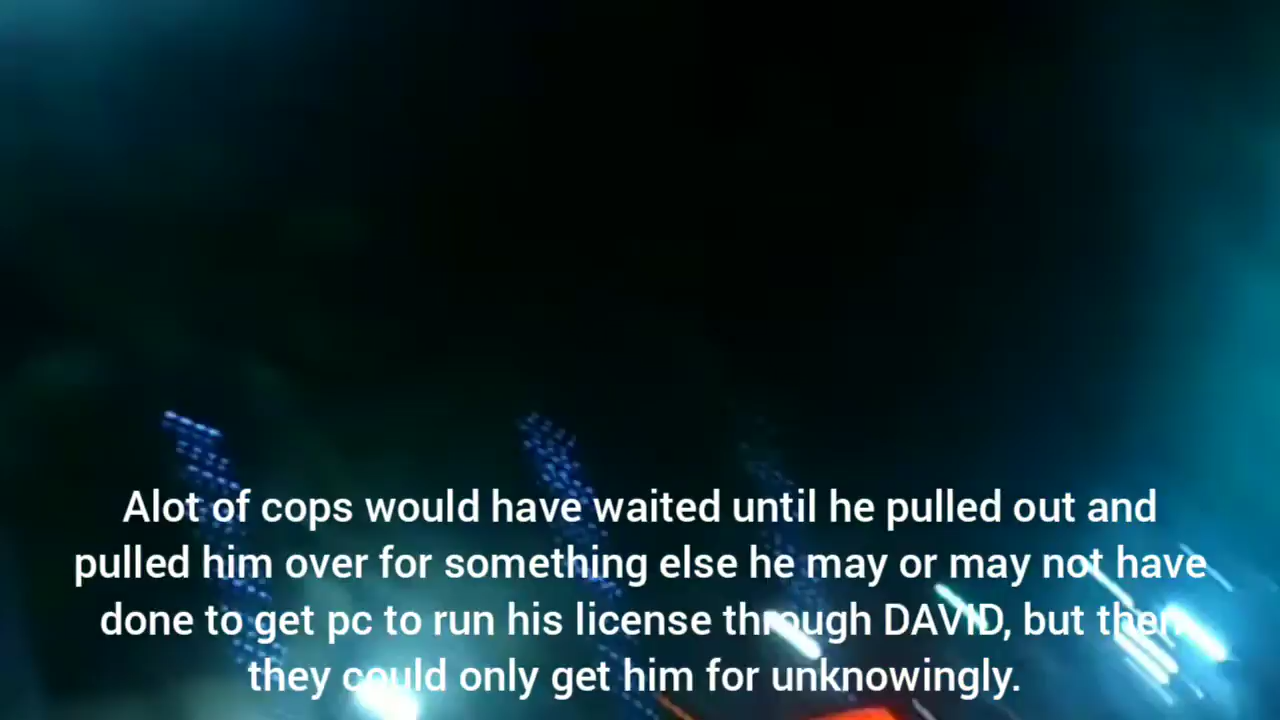 Alot of cops would have waited until he pulled out and
pulled him over for something else he may or may not have
done to get pc to run his license through DAVID, but then
they could only get him for unknowingly.